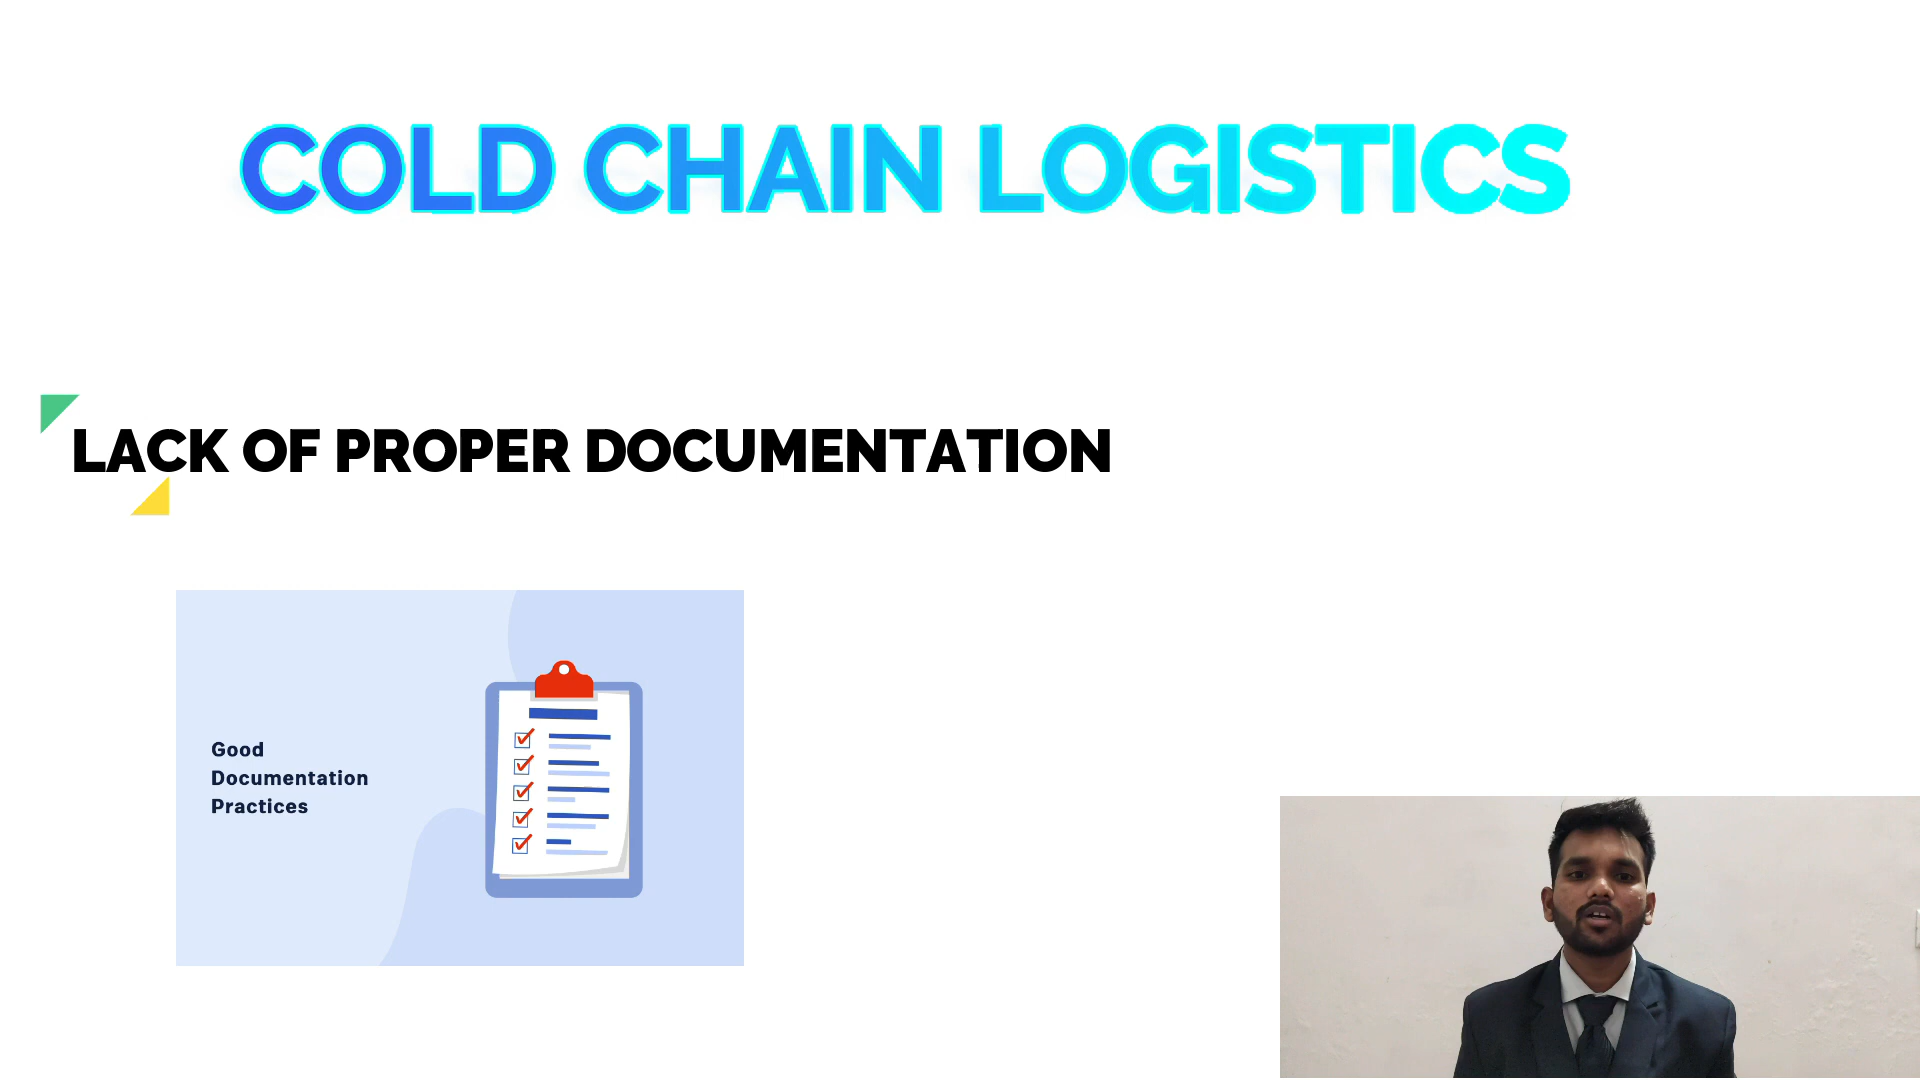 COLD CHAIN LOGISTICS
LACK OF PROPER DOCUMENTATION
Good
Documentation
Practices